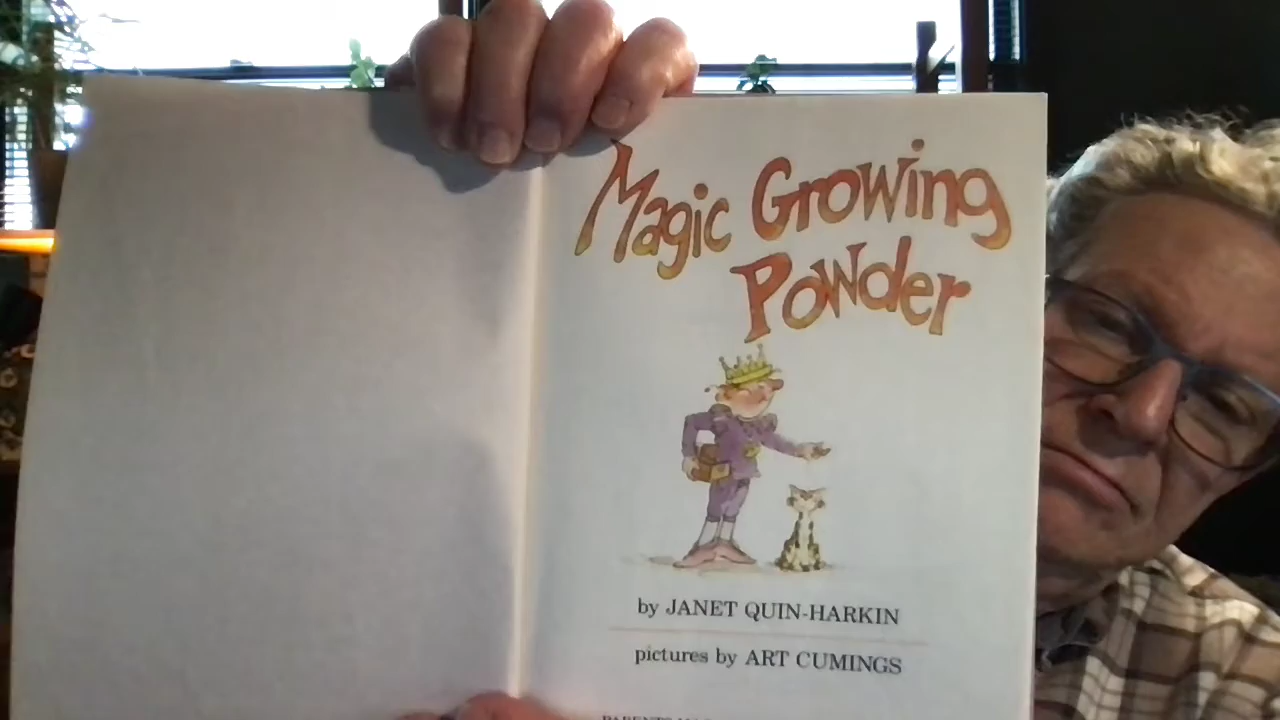 Magic Growing
Powder
by JANET QUIN-HARKIN
pictures by ART CUMINGS